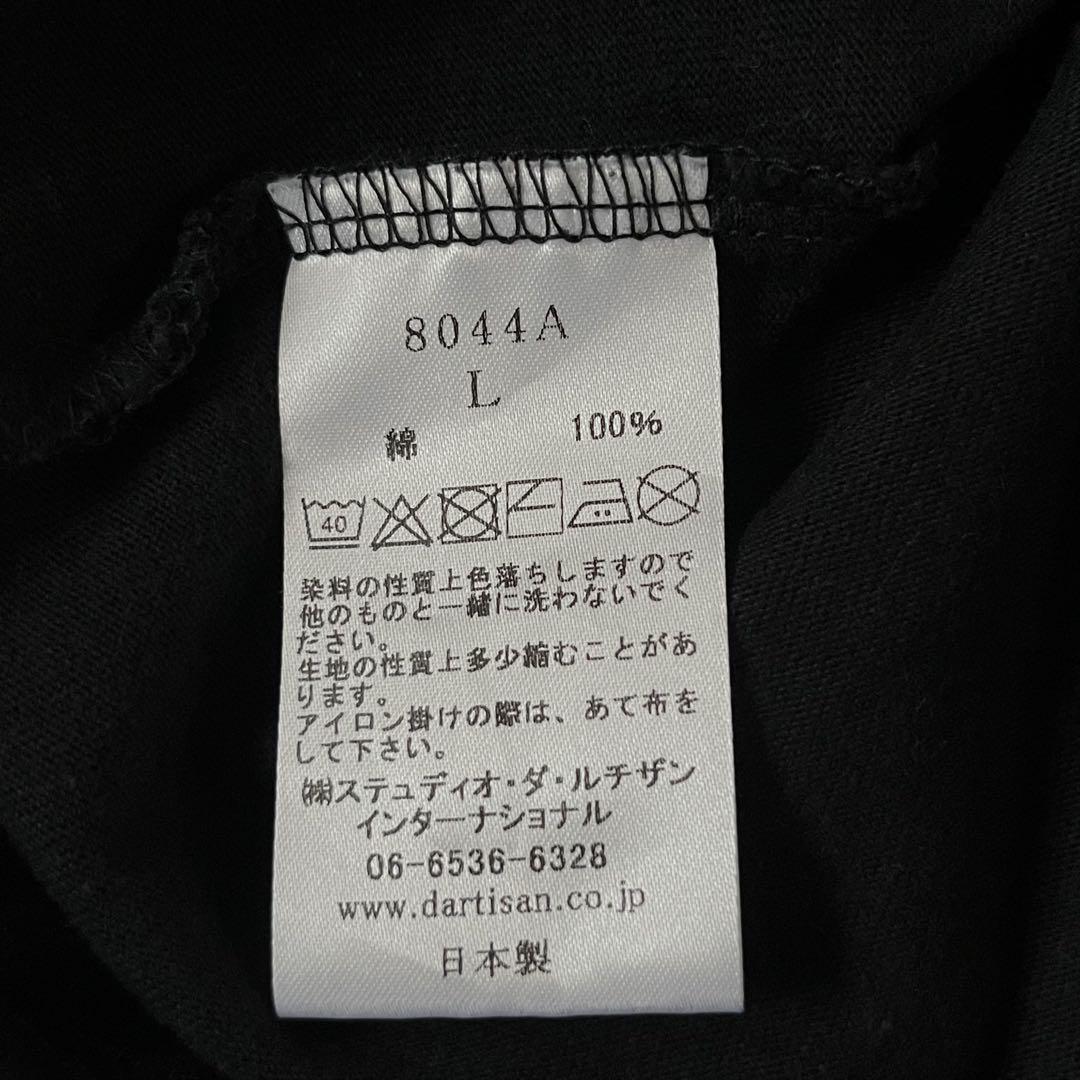 8044A
L
綿 100%
40
染料の性質上色落ちしますので
他のものと一緒に洗わないでく
ださい。
生地の性質上多少縮むことがあ
ります。
アイロン掛けの際は、あて布を
して下さい。
㈱ステュディオ・ダ・ルチザン
インターナショナル
06-6536-6328
www.dartisan.co.jp
日本製